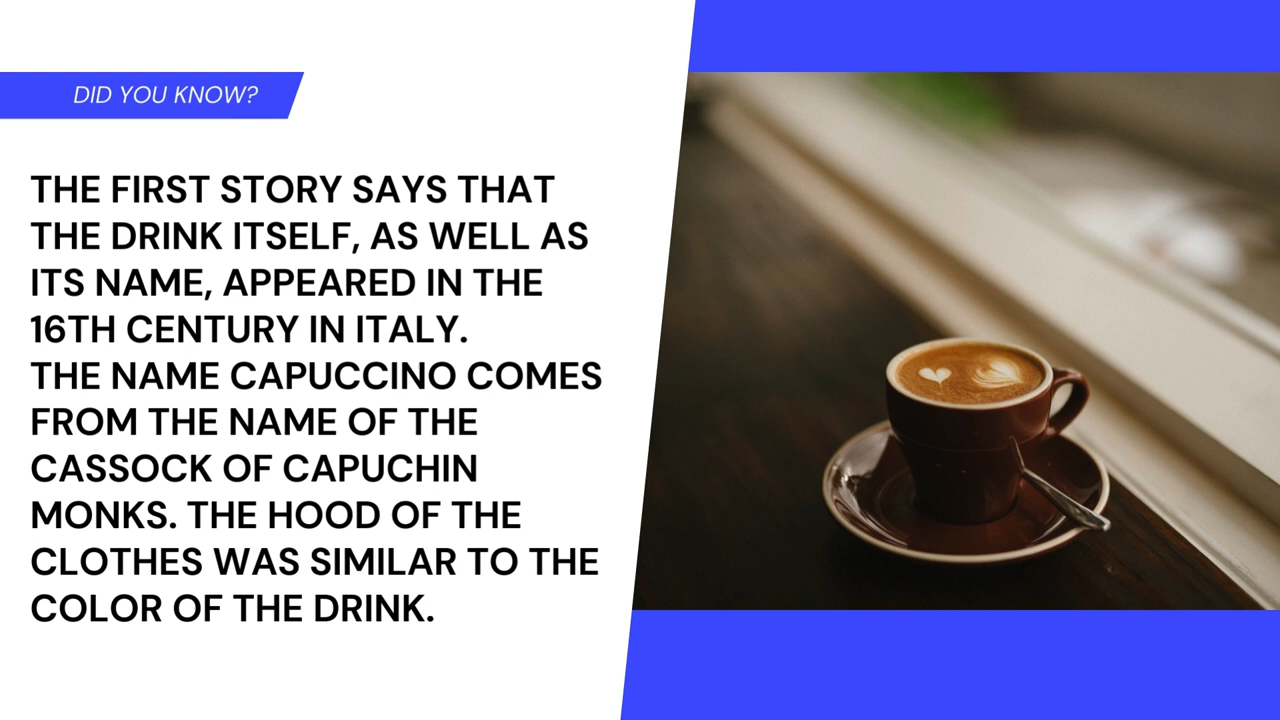 DID YOU KNOW?
THE FIRST STORY SAYS THAT
THE DRINK ITSELF, AS WELL AS
ITS NAME, APPEARED IN THE
16TH CENTURY IN ITALY.
THE NAME CAPUCCINO COMES
FROM THE NAME OF THE
CASSOCK OF CAPUCHIN
MONKS. THE HOOD OF THE
CLOTHES WAS SIMILAR TO THE
COLOR OF THE DRINK.